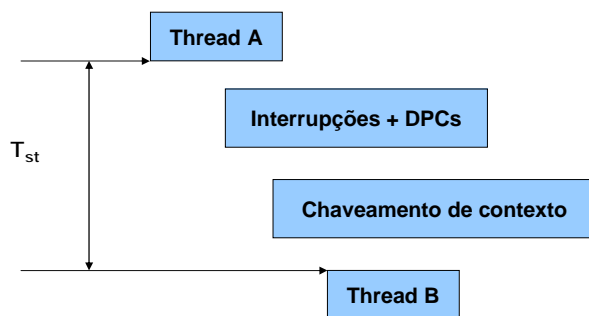 Thread A
Interrupções + DPCs
Tst
Chaveamento de contexto
Thread B